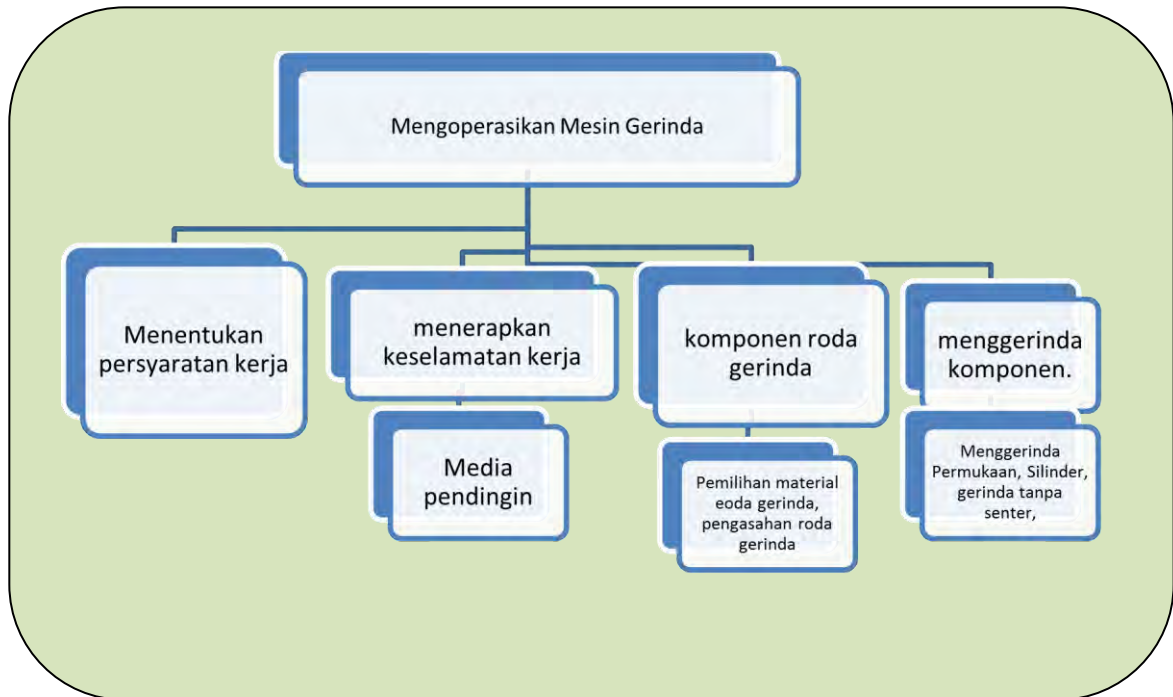 Mengoperasikan Mesin Gerinda
Menentukan
persyaratan kerja
menerapkan
keselamatan kerja
komponen roda
gerinda
menggerinda
komponen.
Media
pendingin
Pemilihan material
eoda gerinda,
pengasahan roda
gerinda
Menggerinda
Permukaan, Silinder,
gerinda tanpa
senter,